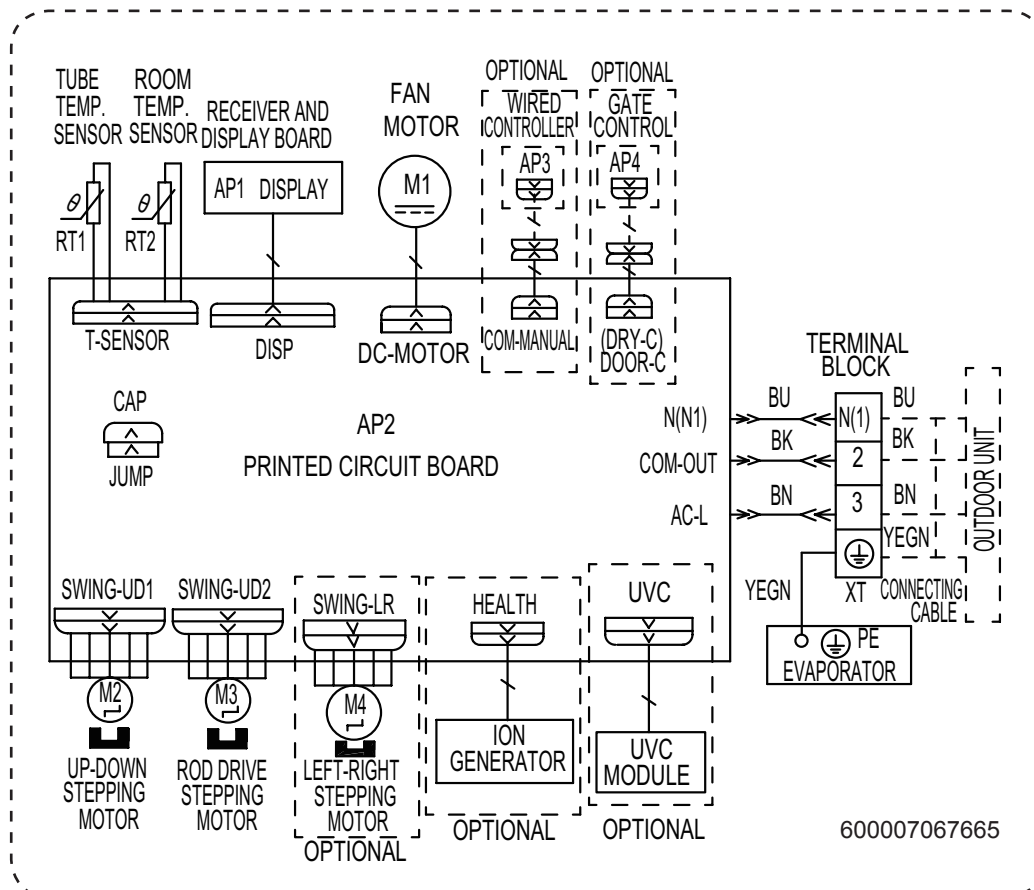 TUBE
TEMP.
SENSOR
ROOM
TEMP.
SENSOR
RECEIVER AND
DISPLAY BOARD
FAN
MOTOR
OPTIONAL
WIRED
CONTROLLER
OPTIONAL
GATE
CONTROL
θ
RT1
θ
RT2
AP1 DISPLAY
M1
AP3
AP4
T-SENSOR
DISP
DC-MOTOR
COM-MANUAL
(DRY-C)
DOOR-C
CAP
JUMP
AP2
PRINTED CIRCUIT BOARD
N(N1)
COM-OUT
AC-L
BU
BK
BN
TERMINAL
BLOCK
N(1)
2
3
XT
BU
BK
BN
YEGN
OUTDOOR UNIT
CONNECTING
CABLE
YEGN
PE
EVAPORATOR
SWING-UD1
SWING-UD2
SWING-LR
HEALTH
UVC
M2
M3
M4
UP-DOWN
STEPPING
MOTOR
ROD DRIVE
STEPPING
MOTOR
LEFT-RIGHT
STEPPING
MOTOR
OPTIONAL
ION
GENERATOR
OPTIONAL
UVC
MODULE
OPTIONAL
600007067665